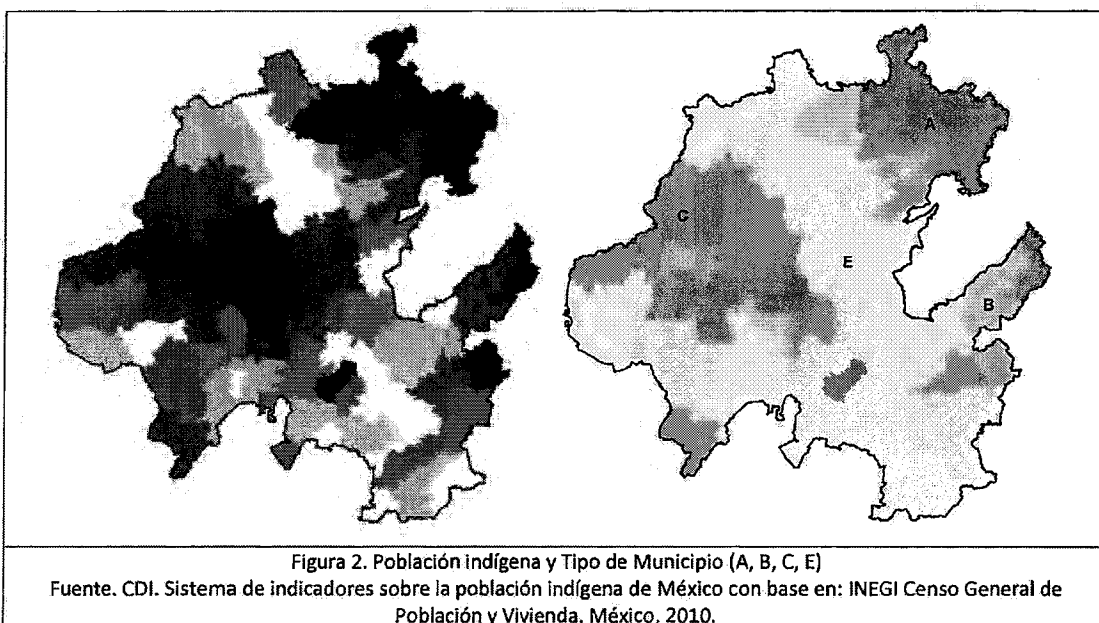 A
C
E
B
Figura 2. Población indígena y Tipo de Municipio (A, B, C, E)
Fuente. CDI. Sistema de indicadores sobre la población indígena de México con base en: INEGI Censo General de
Población y Vivienda. México. 2010.